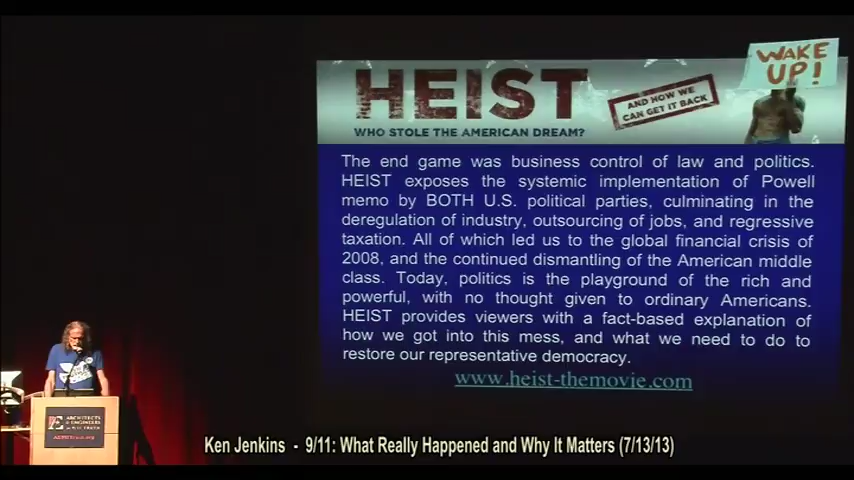 WAKE
UP!
HEIST
AND HOW WE
CAN GET IT BACK
WHO STOLE THE AMERICAN DREAM?
The end game was business control of law and politics.
HEIST exposes the systemic implementation of Powell
memo by BOTH U.S. political parties, culminating in the
deregulation of industry, outsourcing of jobs, and regressive
taxation. All of which led us to the global financial crisis of
2008, and the continued dismantling of the American middle
class. Today, politics is the playground of the rich and
powerful, with no thought given to ordinary Americans.
HEIST provides viewers with a fact-based explanation of
how we got into this mess, and what we need to do to
restore our representative democracy.
www.heist-themovie.com
ARCHITECTS
ENGINEERS
Ken Jenkins - 9/11: What Really Happened and Why It Matters (7/13/13)